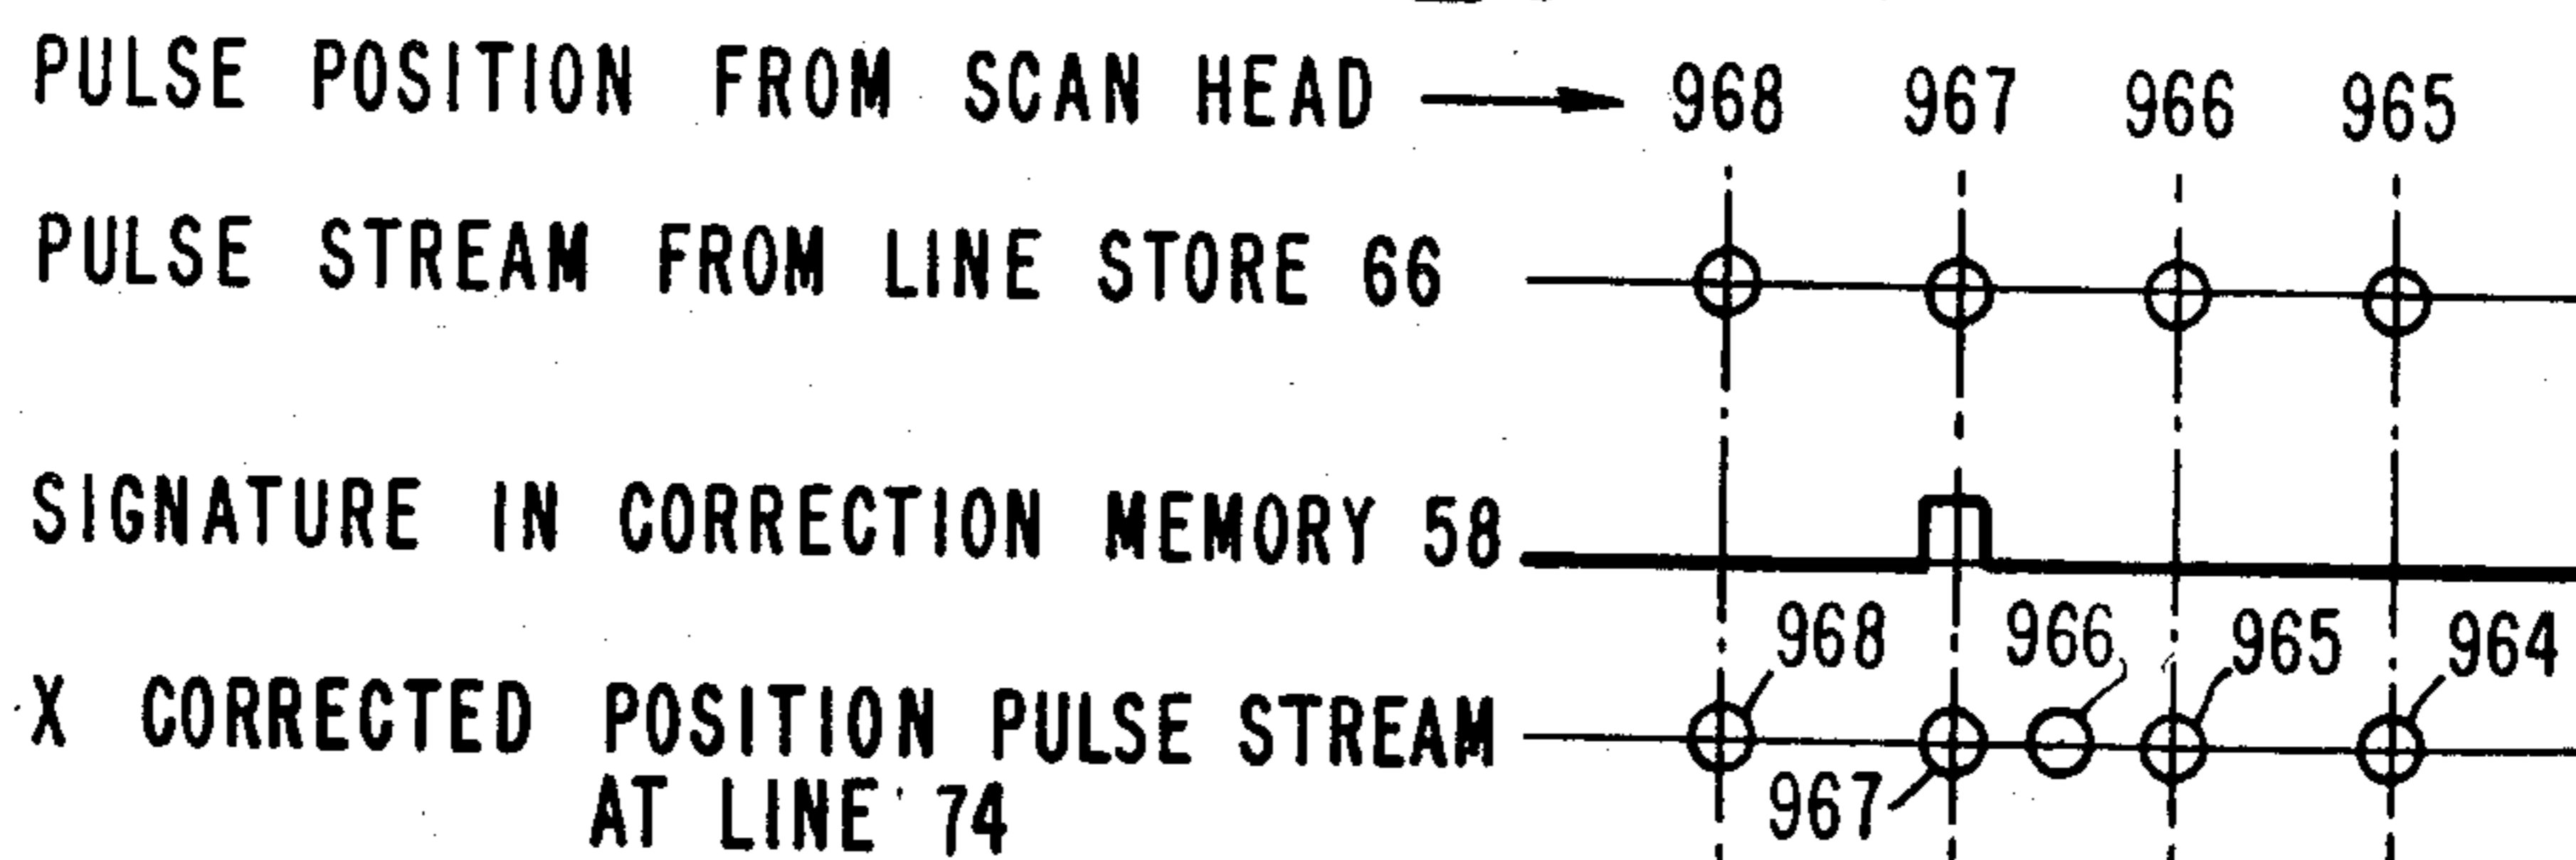 PULSE POSITION FROM SCAN HEAD 968 967 966 965
PULSE STREAM FROM LINE STORE 66
SIGNATURE IN CORRECTION MEMORY 58
968 966 965 964
X CORRECTED POSITION PULSE STREAM
967
AT LINE 74